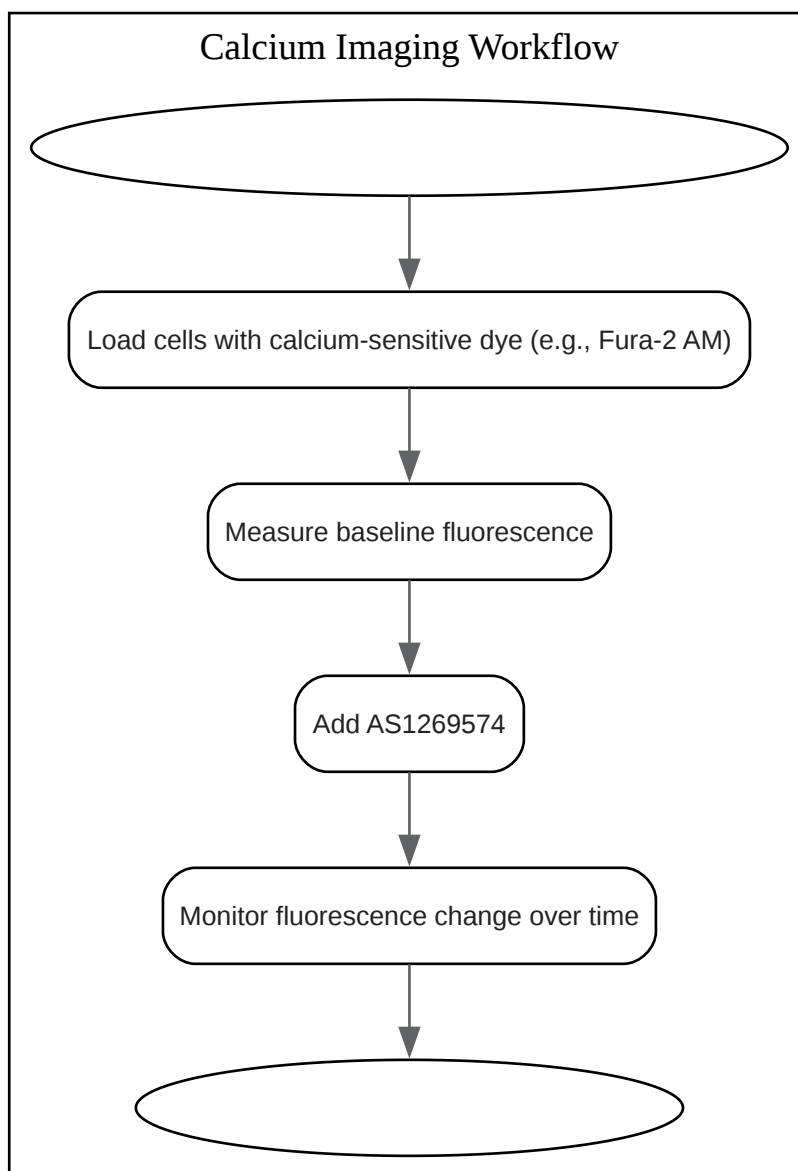 Calcium Imaging Workflow
Load cells with calcium-sensitive dye (e.g., Fura-2 AM)
Measure baseline fluorescence
Add AS1269574
Monitor fluorescence change over time